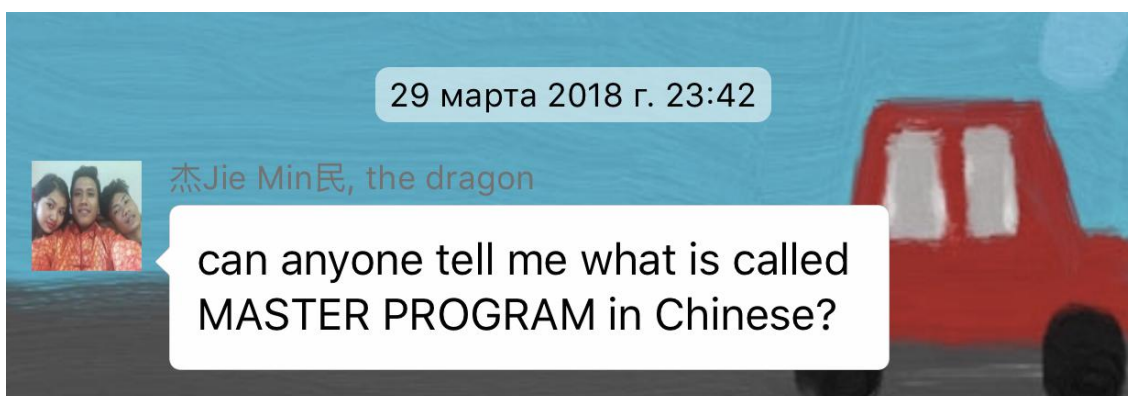 29 марта 2018 г. 23:42
杰Jie Min民, the dragon
can anyone tell me what is called
MASTER PROGRAM in Chinese?